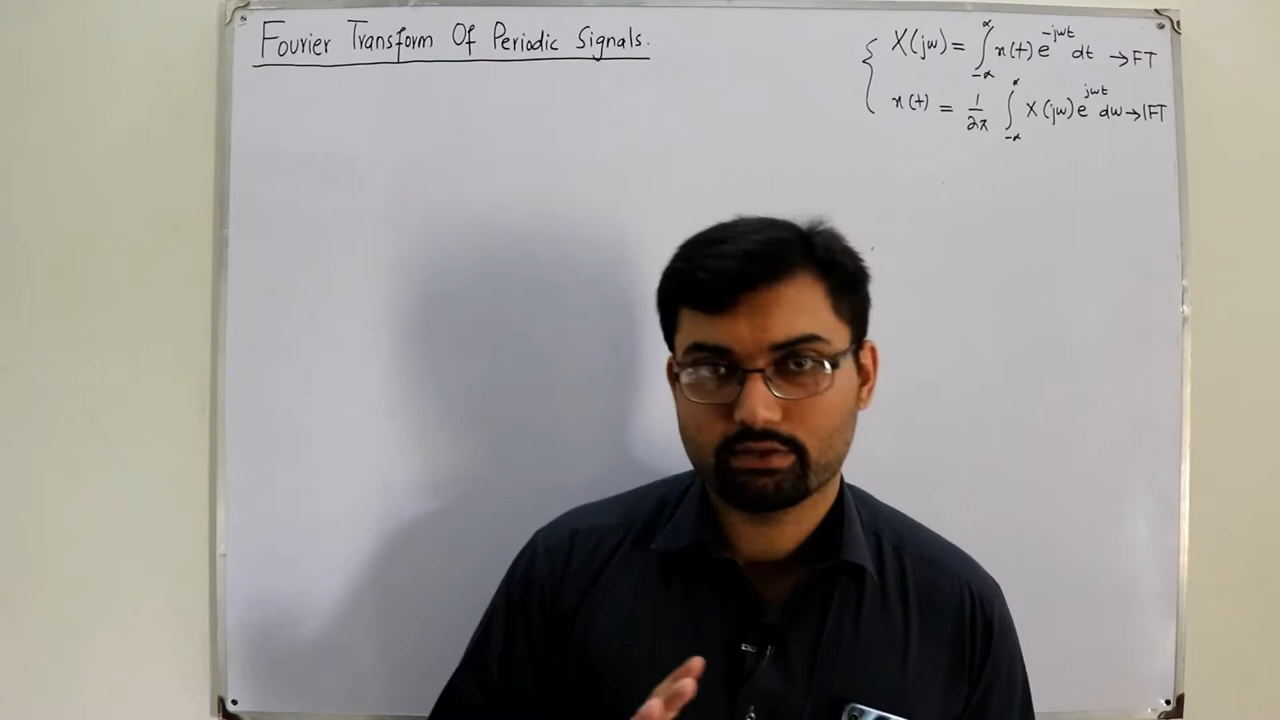 Fourier Transform Of Periodic Signals.
X(jω) = ∫_{-∞}^{∞} x(t) e^{-jωt} dt → FT
x(t) = 1/2π ∫_{-∞}^{∞} X(jω) e^{jωt} dω → IFT